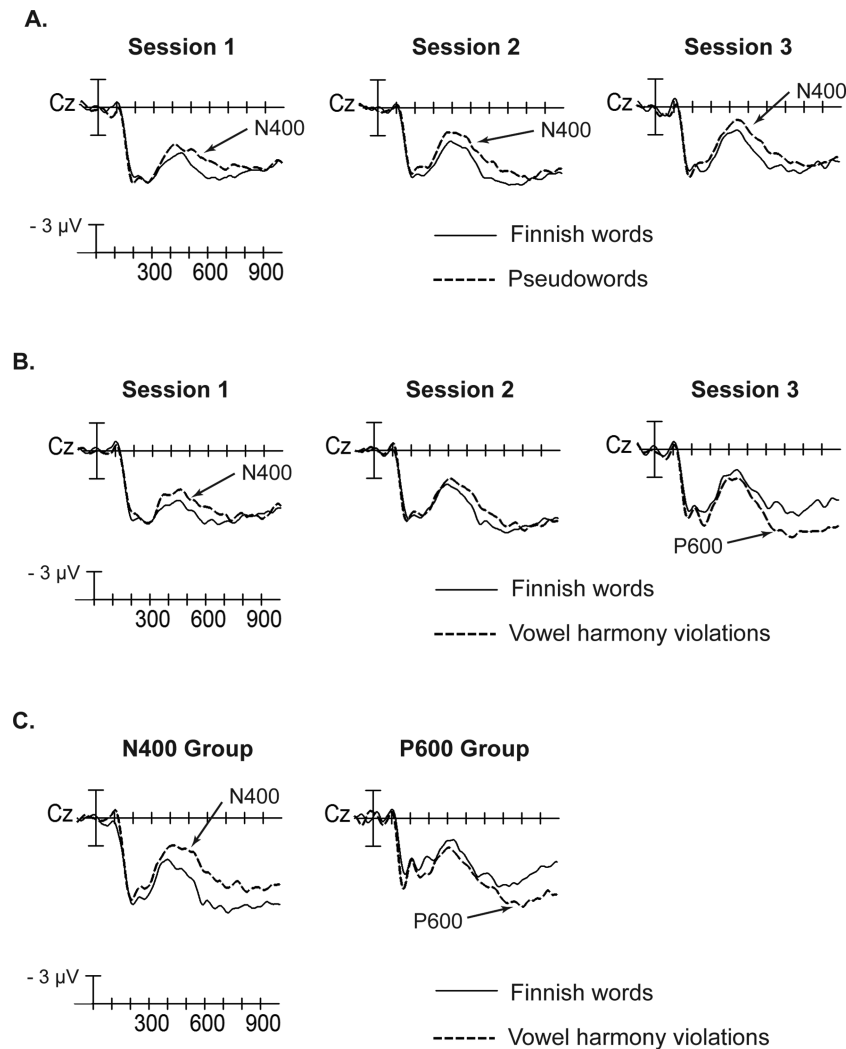 A.
Session 1 Session 2 Session 3
Cz N400 N400 N400
- 3 µV
300 600 900
Finnish words
Pseudowords
B.
Session 1 Session 2 Session 3
Cz N400 Cz Cz P600
- 3 µV
300 600 900
Finnish words
Vowel harmony violations
C.
N400 Group P600 Group
Cz N400 Cz P600
- 3 µV
300 600 900
Finnish words
Vowel harmony violations